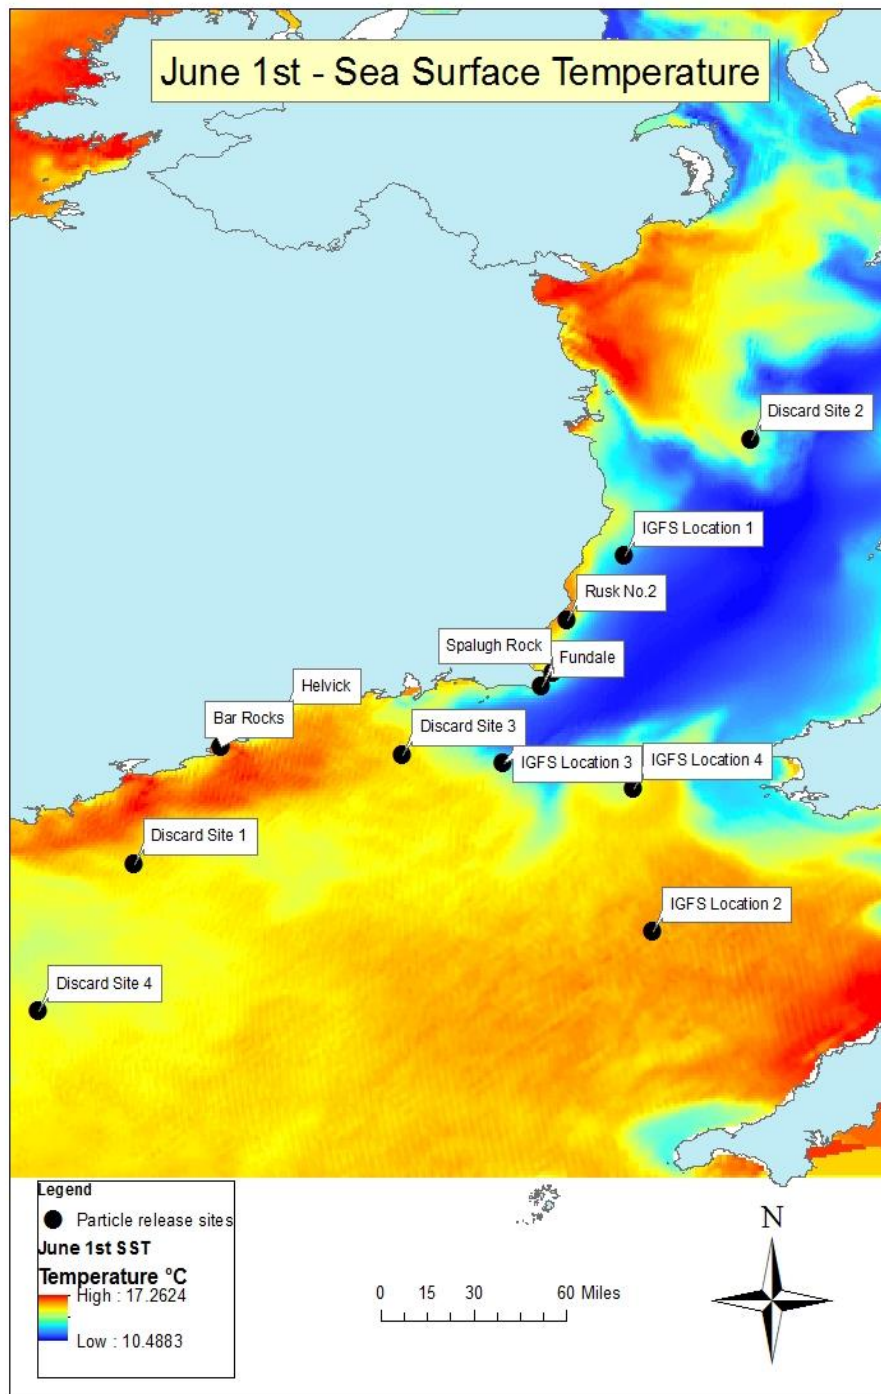 June 1st - Sea Surface Temperature
Discard Site 2
IGFS Location 1
Rusk No.2
Spalugh Rock
Fundale
Helvick
Bar Rocks
Discard Site 3
IGFS Location 3
IGFS Location 4
Discard Site 1
IGFS Location 2
Discard Site 4
Legend
Particle release sites
June 1st SST
Temperature °C
High : 17.2624
Low : 10.4883
0 15 30 60 Miles
N